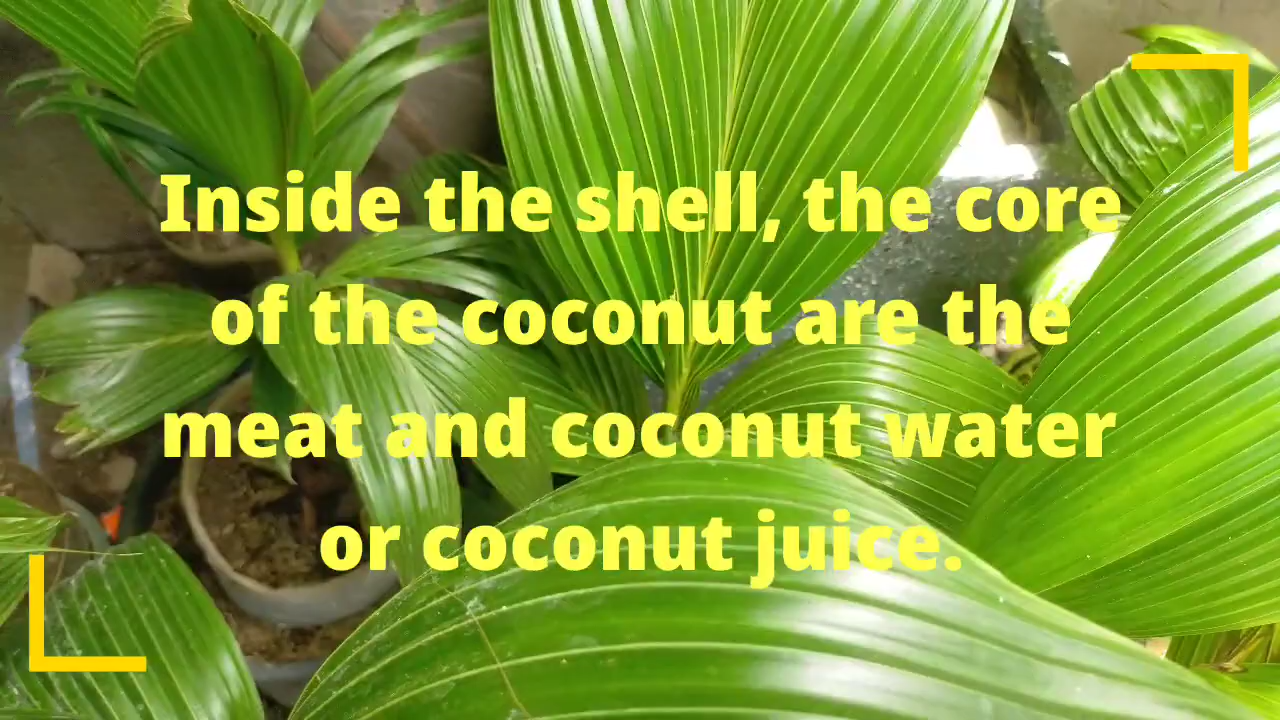 Inside the shell, the core
of the coconut are the
meat and coconut water
or coconut juice.